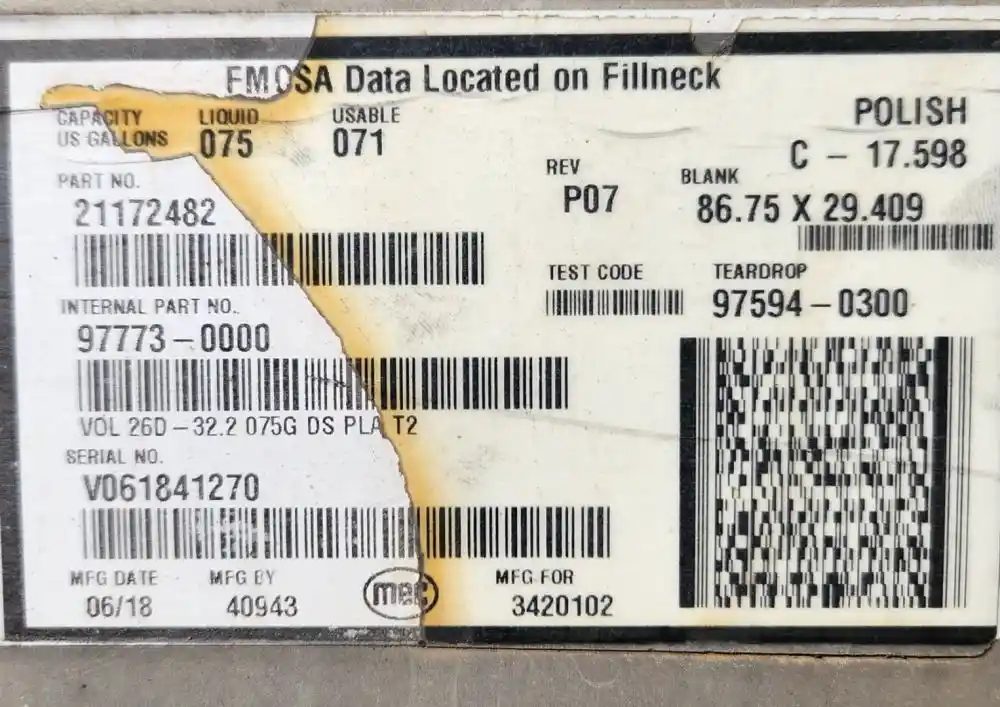 FMCSA Data Located on Fillneck
CAPACITY
US GALLONS
LIQUID
075
USABLE
071
POLISH
C - 17.598
PART NO.
21172482
REV
P07
BLANK
86.75 X 29.409
INTERNAL PART NO.
97773-0000
TEST CODE
TEARDROP
97594-0300
VOL 26D-32.2 075G DS PLA T2
SERIAL NO.
V061841270
MFG DATE
06/18
MFG BY
40943
mec
MFG FOR
3420102